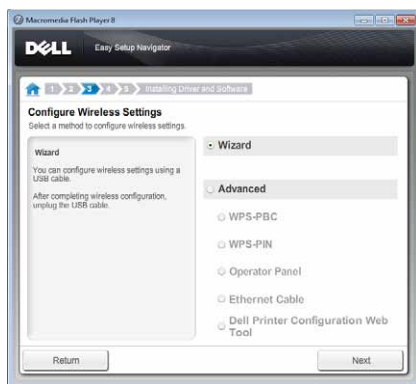 Macromedia Flash Player 8
DELL
Easy Setup Navigator
1 2 3 4 5 Installing Driver and Software
Configure Wireless Settings
Select a method to configure wireless settings.
Wizard
You can configure wireless settings using a
USB cable.
After completing wireless configuration,
unplug the USB cable.
Wizard
Advanced
WPS-PBC
WPS-PIN
Operator Panel
Ethernet Cable
Dell Printer Configuration Web
Tool
Return
Next